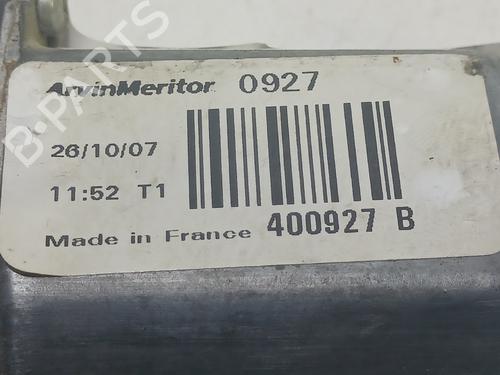 ArvinMeritor 0927
26/10/07
11:52 T1
Made in France 400927 B
B-PARTS